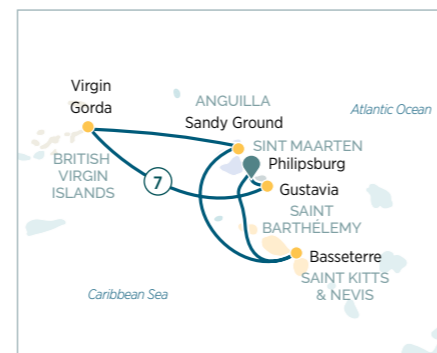 Virgin
Gorda
ANGUILLA
Atlantic Ocean
Sandy Ground
SINT MAARTEN
Philipsburg
BRITISH
VIRGIN
ISLANDS
7
Gustavia
SAINT
BARTHÉLEMY
Basseterre
SAINT KITTS
& NEVIS
Caribbean Sea